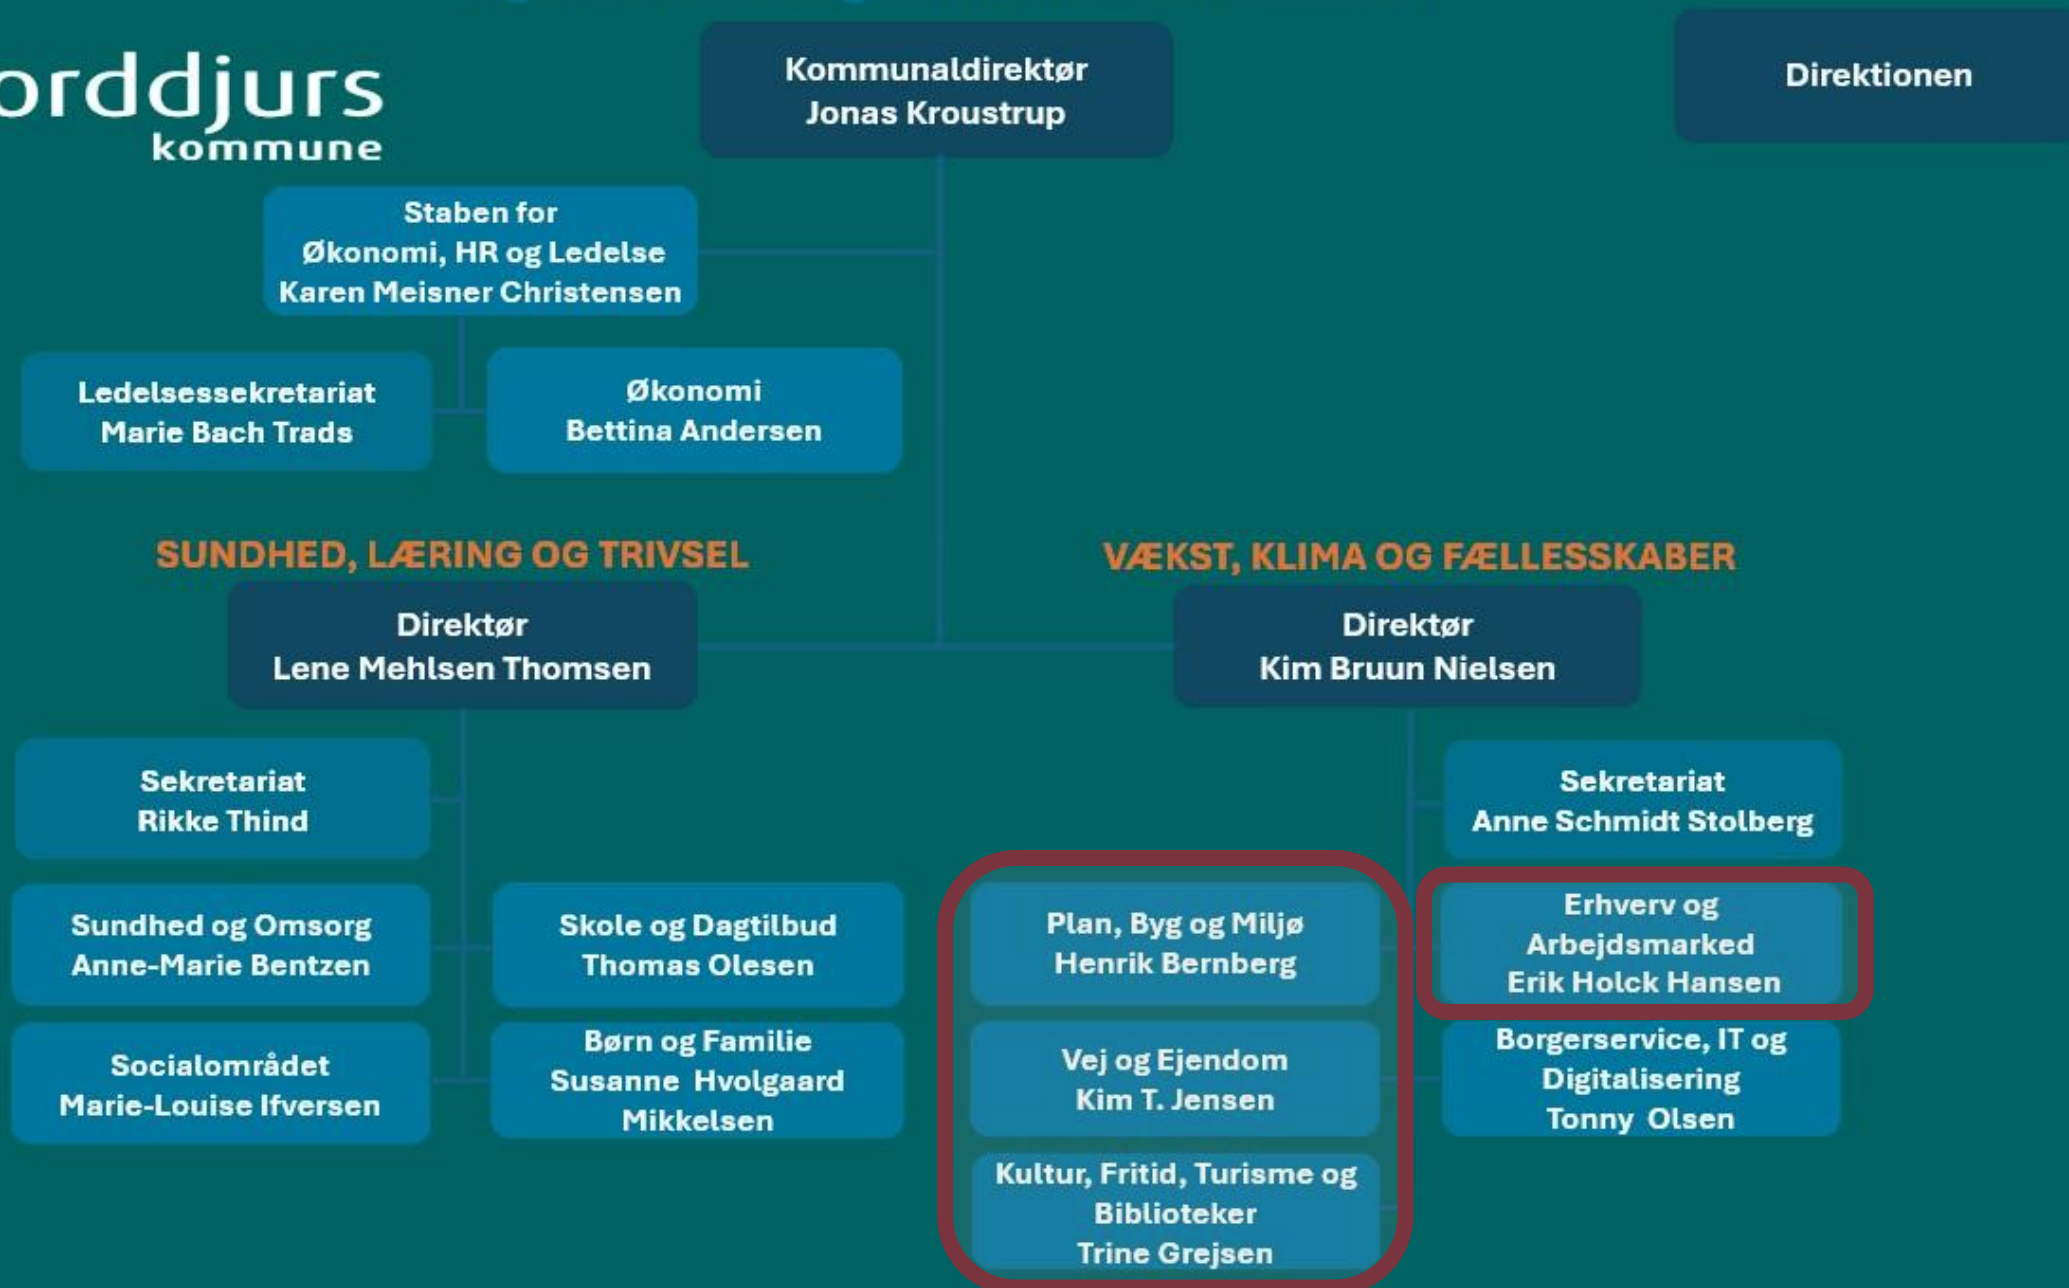 orddjurs
kommune
Kommunaldirektør
Jonas Kroustrup
Direktionen
Staben for
Økonomi, HR og Ledelse
Karen Meisner Christensen
Ledelsessekretariat
Marie Bach Trads
Økonomi
Bettina Andersen
SUNDHED, LÆRING OG TRIVSEL
Direktør
Lene Mehlsen Thomsen
Sekretariat
Rikke Thind
Sundhed og Omsorg
Anne-Marie Bentzen
Skole og Dagtilbud
Thomas Olesen
Socialområdet
Marie-Louise Ifversen
Børn og Familie
Susanne Hvolgaard
Mikkelsen
VÆKST, KLIMA OG FÆLLESSKABER
Direktør
Kim Bruun Nielsen
Sekretariat
Anne Schmidt Stolberg
Plan, Byg og Miljø
Henrik Bernberg
Erhverv og
Arbejdsmarked
Erik Holck Hansen
Vej og Ejendom
Kim T. Jensen
Borgerservice, IT og
Digitalisering
Tonny Olsen
Kultur, Fritid, Turisme og
Biblioteker
Trine Grejsen